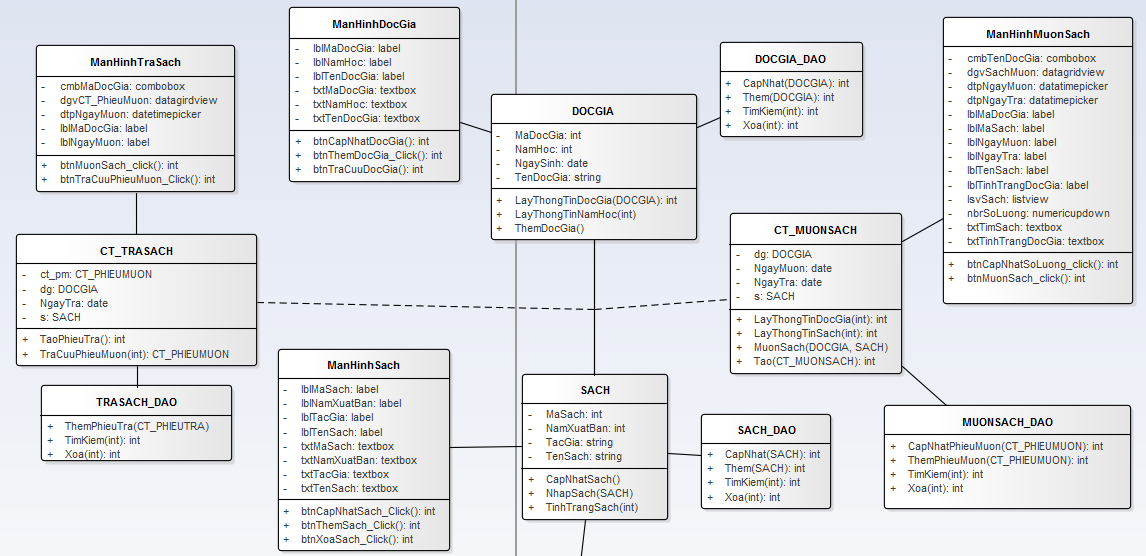 ManHinhTraSach
- cmbMaDocGia: combobox
- dgvCT_PhieuMuon: datagirdview
- dtpNgayMuon: datetimepicker
- lblMaDocGia: label
- lblNgayMuon: label
+ btnMuonSach_click(): int
+ btnTraCuuPhieuMuon_Click(): int
ManHinhDocGia
- lblMaDocGia: label
- lblNamHoc: label
- lblTenDocGia: label
- txtMaDocGia: textbox
- txtNamHoc: textbox
- txtTenDocGia: textbox
+ btnCapNhatDocGia(): int
+ btnThemDocGia_Click(): int
+ btnTraCuuDocGia(): int
DOCGIA
- MaDocGia: int
- NamHoc: int
- NgaySinh: date
- TenDocGia: string
+ LayThongTinDocGia(DOCGIA): int
+ LayThongTinNamHoc(int)
+ ThemDocGia()
DOCGIA_DAO
+ CapNhat(DOCGIA): int
+ Them(DOCGIA): int
+ TimKiem(int): int
+ Xoa(int): int
ManHinhMuonSach
- cmbTenDocGia: combobox
- dgvSachMuon: datagridview
- dtpNgayMuon: datatimepicker
- dtpNgayTra: datatimepicker
- lblMaDocGia: label
- lblMaSach: label
- lblNgayMuon: label
- lblNgayTra: label
- lblTenSach: label
- lblTinhTrangDocGia: label
- lsvSach: listview
- nbrSoLuong: numericupdown
- txtTimSach: textbox
- txtTinhTrangDocGia: textbox
+ btnCapNhatSoLuong_click(): int
+ btnMuonSach_click(): int
CT_TRASACH
- ct_pm: CT_PHIEUMUON
- dg: DOCGIA
- NgayTra: date
- s: SACH
+ TaoPhieuTra(): int
+ TraCuuPhieuMuon(int): CT_PHIEUMUON
CT_MUONSACH
- dg: DOCGIA
- NgayMuon: date
- NgayTra: date
- s: SACH
+ LayThongTinDocGia(int): int
+ LayThongTinSach(int): int
+ MuonSach(DOCGIA, SACH)
+ Tao(CT_MUONSACH): int
TRASACH_DAO
+ ThemPhieuTra(CT_PHIEUTRA)
+ TimKiem(int): int
+ Xoa(int): int
ManHinhSach
- lblMaSach: label
- lblNamXuatBan: label
- lblTacGia: label
- lblTenSach: label
- txtMaSach: textbox
- txtNamXuatBan: textbox
- txtTacGia: textbox
- txtTenSach: textbox
+ btnCapNhatSach_Click(): int
+ btnThemSach_Click(): int
+ btnXoaSach_Click(): int
SACH
- MaSach: int
- NamXuatBan: int
- TacGia: string
- TenSach: string
+ CapNhatSach()
+ NhapSach(SACH)
+ TinhTrangSach(int)
SACH_DAO
+ CapNhat(SACH): int
+ Them(SACH): int
+ TimKiem(int): int
+ Xoa(int): int
MUONSACH_DAO
+ CapNhatPhieuMuon(CT_PHIEUMUON): int
+ ThemPhieuMuon(CT_PHIEUMUON): int
+ TimKiem(int): int
+ Xoa(int): int